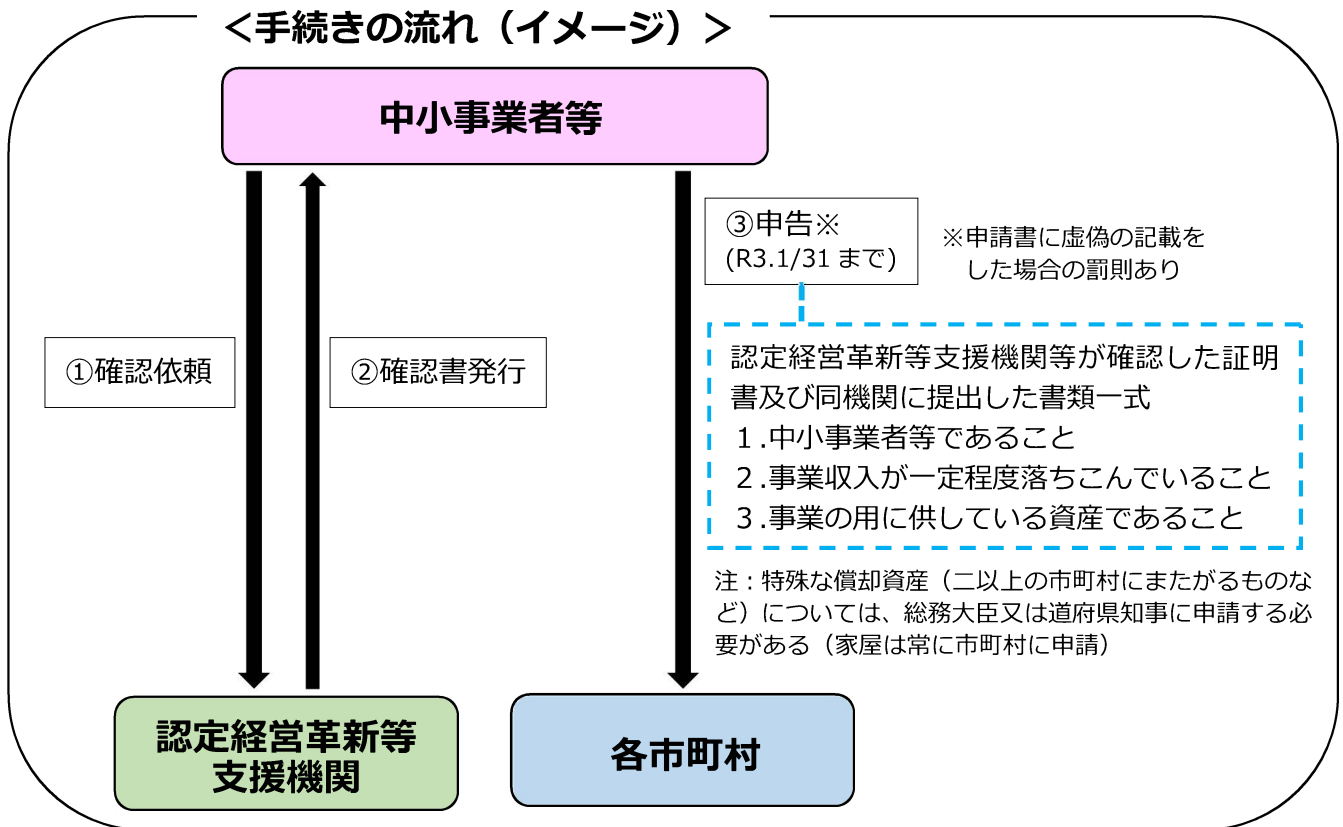 ＜手続きの流れ（イメージ）＞
中小事業者等
①確認依頼
②確認書発行
③申告※
(R3.1/31 まで)
※申請書に虚偽の記載を
した場合の罰則あり
認定経営革新等支援機関等が確認した証明
書及び同機関に提出した書類一式
１.中小事業者等であること
２.事業収入が一定程度落ちこんでいること
３.事業の用に供している資産であること
注：特殊な償却資産（二以上の市町村にまたがるものな
ど）については、総務大臣又は道府県知事に申請する必
要がある（家屋は常に市町村に申請）
認定経営革新等
支援機関
各市町村